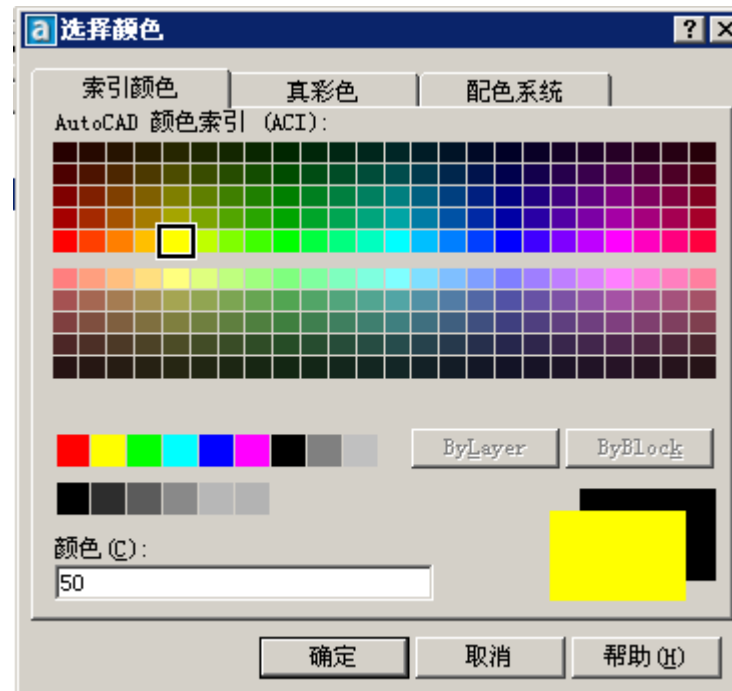 选择颜色
索引颜色 真彩色 配色系统
AutoCAD 颜色索引 (ACI):
ByLayer ByBlock
颜色(C):
50
确定 取消 帮助(H)